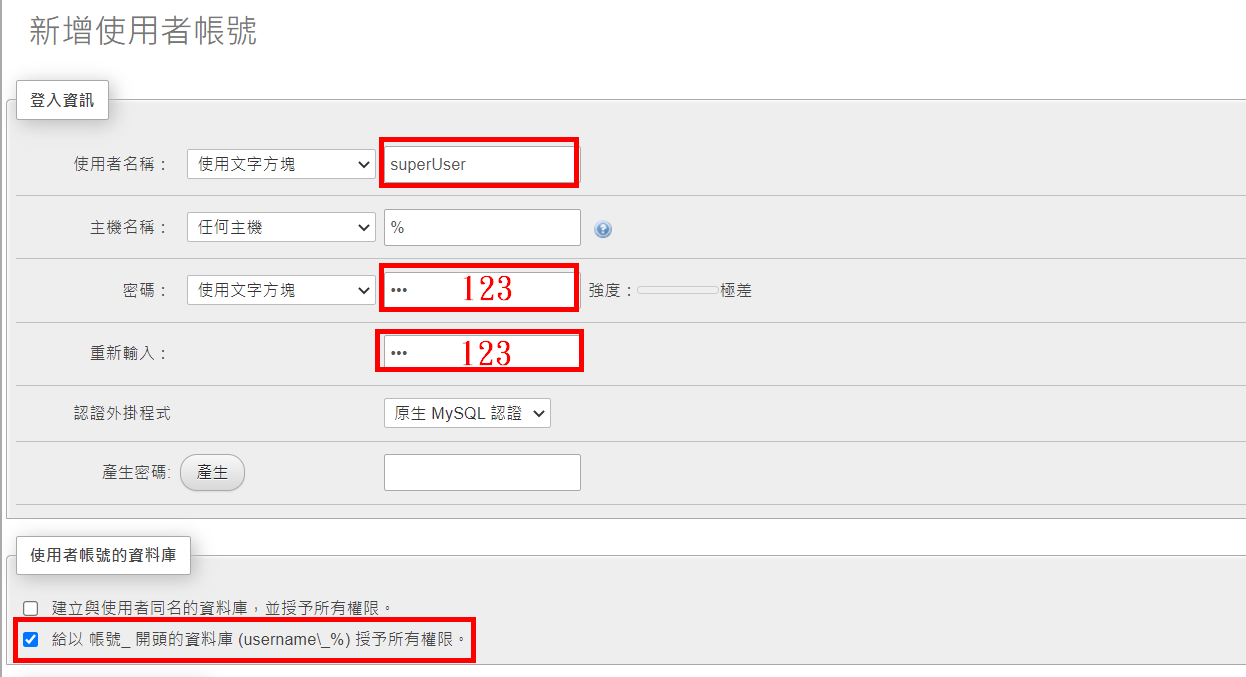 新增使用者帳號
登入資訊
使用者名稱： 使用文字方塊 superUser
主機名稱： 任何主機 %
密碼： 使用文字方塊 ••• 123 強度： 極差
重新輸入： ••• 123
認證外掛程式 原生 MySQL 認證
產生密碼: 產生
使用者帳號的資料庫
建立與使用者同名的資料庫，並授予所有權限。
給以 帳號_ 開頭的資料庫 (username\_%) 授予所有權限。